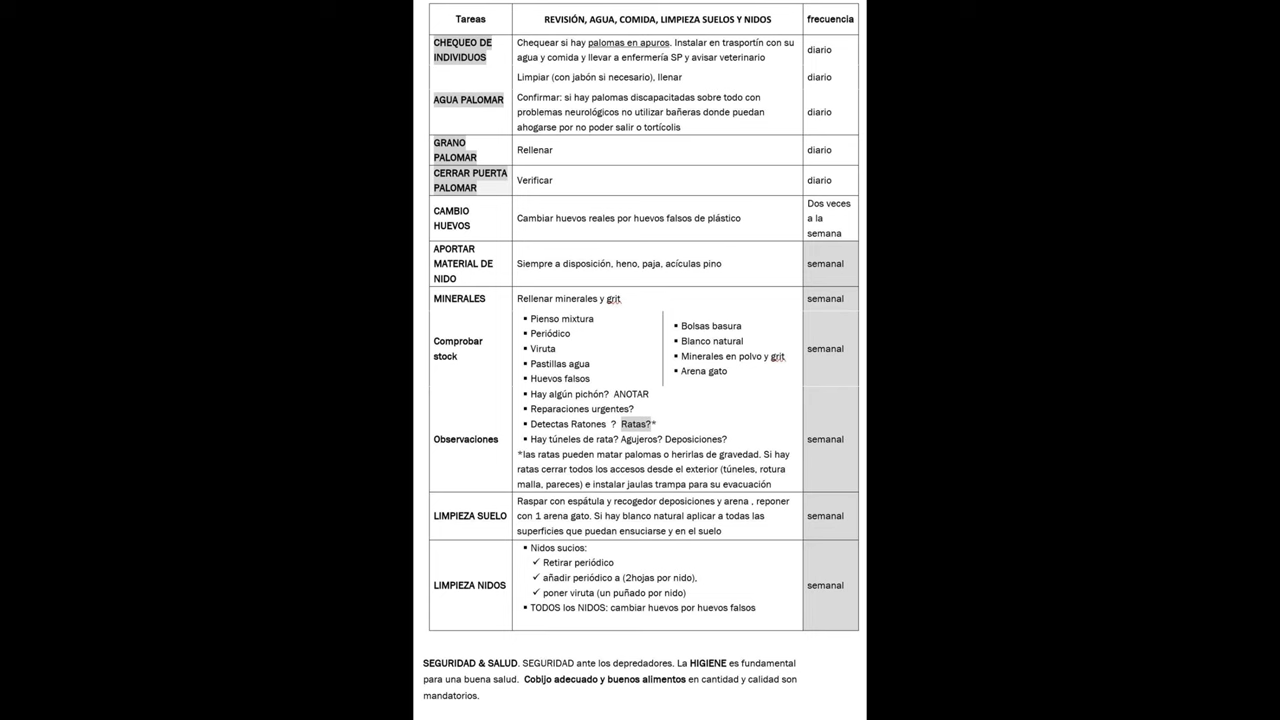 Tareas REVISIÓN, AGUA, COMIDA, LIMPIEZA SUELOS Y NIDOS frecuencia
CHEQUEO DE INDIVIDUOS
Chequear si hay palomas en apuros. Instalar en trasportín con su
agua y comida y llevar a enfermería SP y avisar veterinario
diario
AGUA PALOMAR
Limpiar (con jabón si necesario), llenar
diario
Confirmar: si hay palomas discapacitadas sobre todo con
problemas neurológicos no utilizar bañeras donde puedan
ahogarse por no poder salir o tortícolis
diario
GRANO
PALOMAR
Rellenar
diario
CERRAR PUERTA
PALOMAR
Verificar
diario
CAMBIO
HUEVOS
Cambiar huevos reales por huevos falsos de plástico
Dos veces
a la
semana
APORTAR
MATERIAL DE
NIDO
Siempre a disposición, heno, paja, acículas pino
semanal
MINERALES
Rellenar minerales y grit
semanal
Comprobar
stock
▪ Pienso mixtura
▪ Periódico
▪ Viruta
▪ Pastillas agua
▪ Huevos falsos
▪ Bolsas basura
▪ Blanco natural
▪ Minerales en polvo y grit
▪ Arena gato
semanal
Observaciones
▪ Hay algún pichón? ANOTAR
▪ Reparaciones urgentes?
▪ Detectas Ratones ? Ratas?*
▪ Hay túneles de rata? Agujeros? Deposiciones?
*las ratas pueden matar palomas o herirlas de gravedad. Si hay
ratas cerrar todos los accesos desde el exterior (túneles, rotura
malla, pareces) e instalar jaulas trampa para su evacuación
semanal
LIMPIEZA SUELO
Raspar con espátula y recogedor deposiciones y arena , reponer
con 1 arena gato. Si hay blanco natural aplicar a todas las
superficies que puedan ensuciarse y en el suelo
semanal
LIMPIEZA NIDOS
▪ Nidos sucios:
✓ Retirar periódico
✓ añadir periódico a (2hojas por nido),
✓ poner viruta (un puñado por nido)
▪ TODOS los NIDOS: cambiar huevos por huevos falsos
semanal
SEGURIDAD & SALUD. SEGURIDAD ante los depredadores. La HIGIENE es fundamental
para una buena salud. Cobijo adecuado y buenos alimentos en cantidad y calidad son
mandatorios.